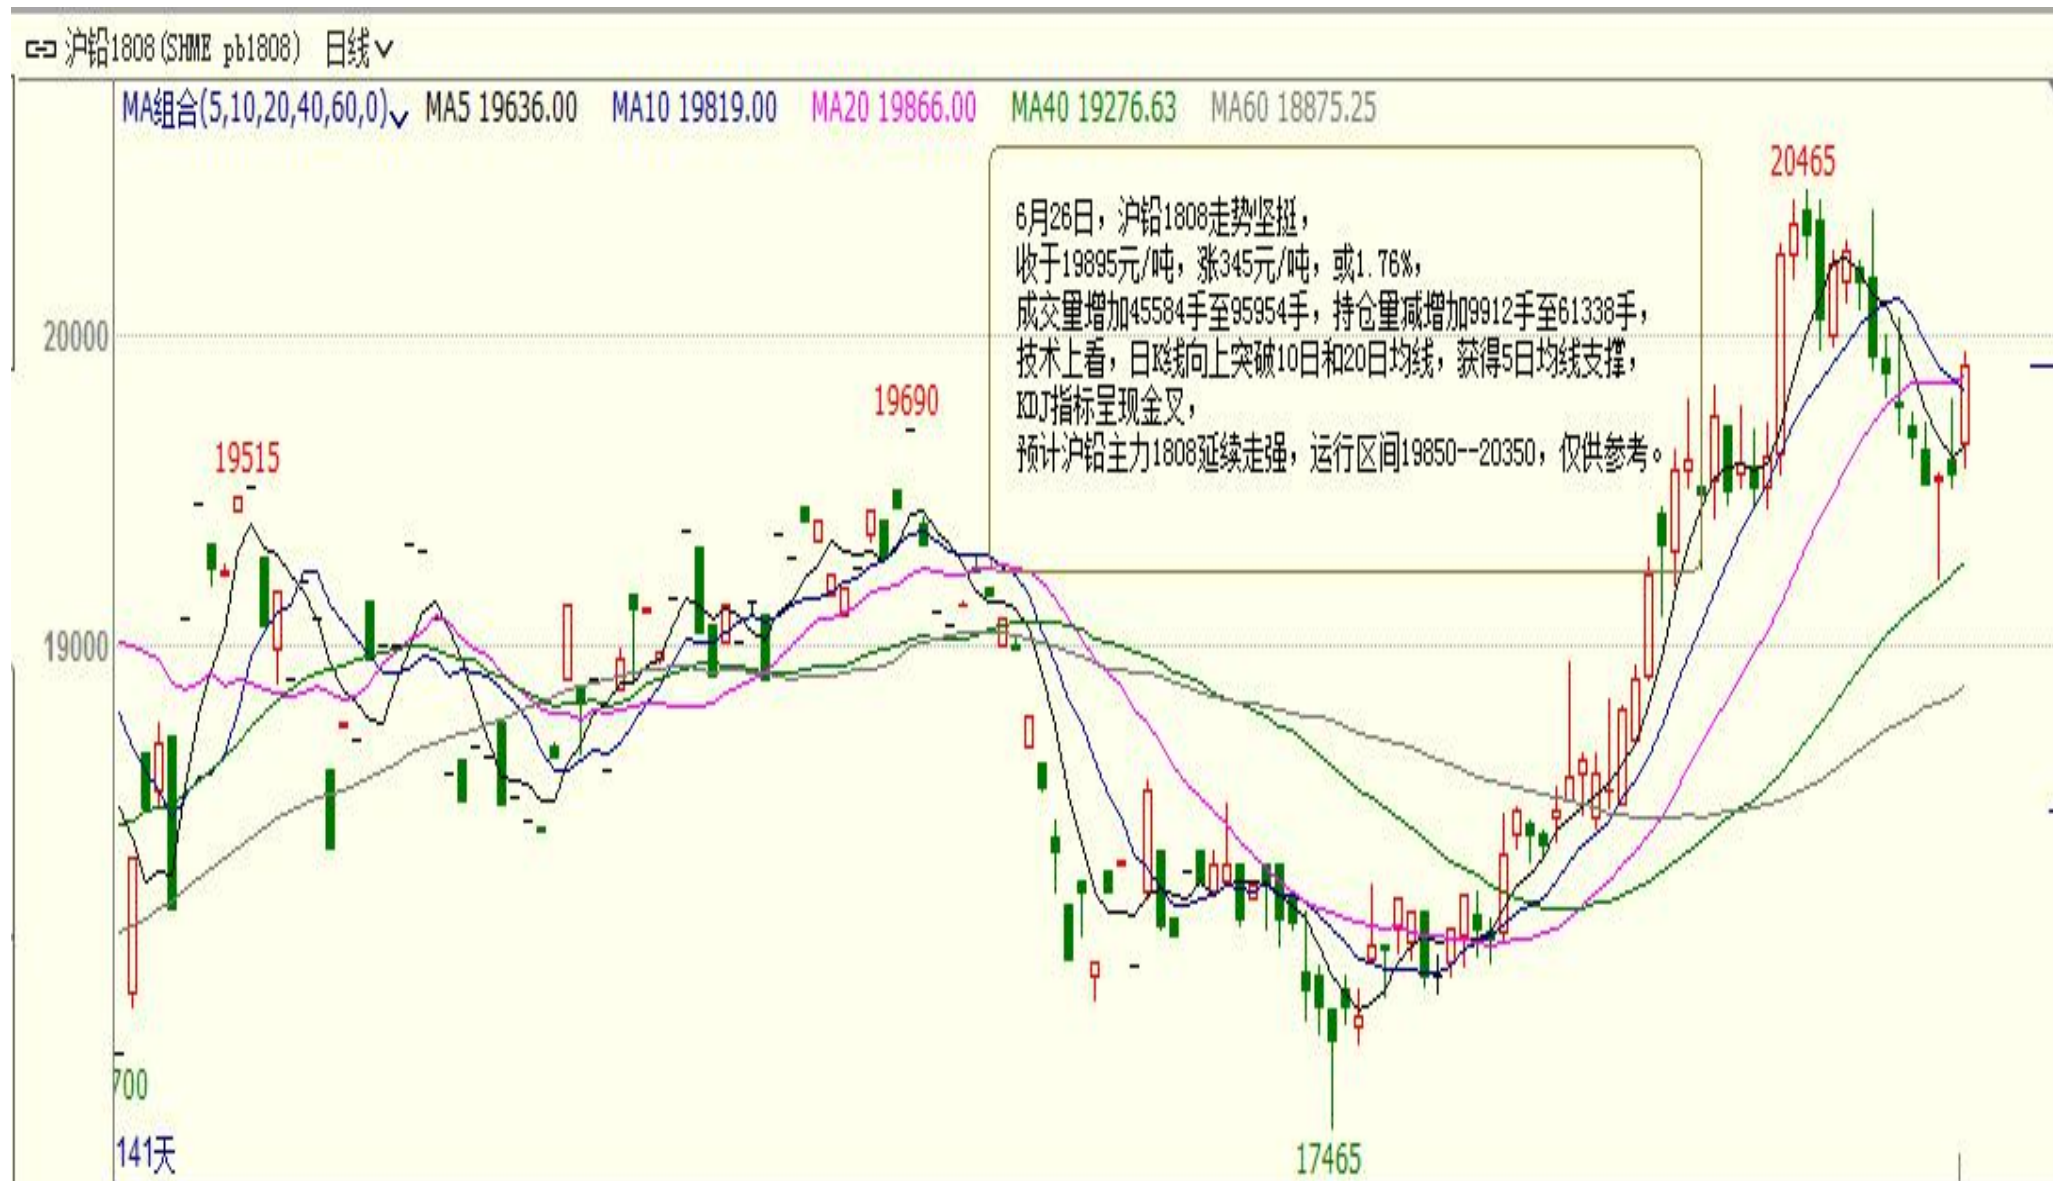 沪铅1808(SHME pb1808) 日线
MA组合(5,10,20,40,60,0) MA5 19636.00 MA10 19819.00 MA20 19866.00 MA40 19276.63 MA60 18875.25
20465
6月26日，沪铅1808走势坚挺，
收于19895元/吨，涨345元/吨，或1.76%，
成交量增加45584手至95954手，持仓量减增加9912手至61338手，
技术上看，日K线向上突破10日和20日均线，获得5日均线支撑，
KDJ指标呈现金叉，
预计沪铅主力1808延续走强，运行区间19850--20350，仅供参考。
20000
19690
19515
19000
700
141天
17465